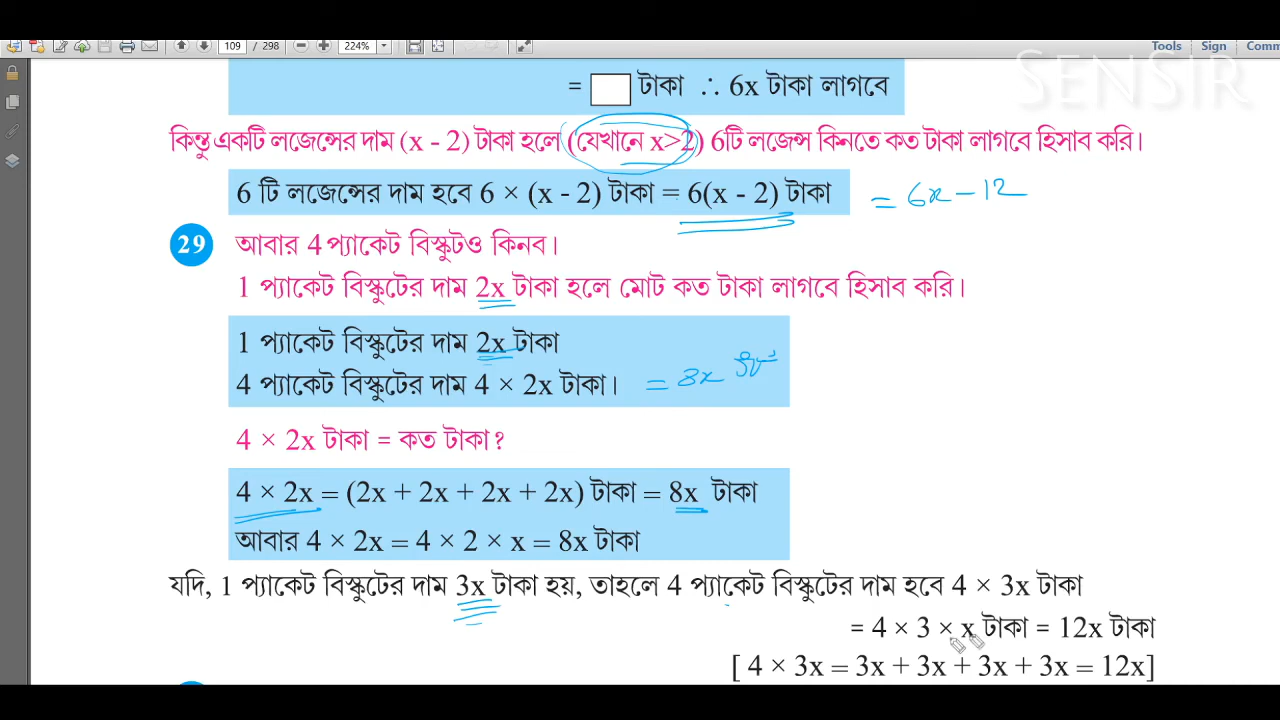 109 / 298 224% Tools Sign Comm
SENSIR
= টাকা ∴ 6x টাকা লাগবে
কিন্তু একটি লজেন্সের দাম (x - 2) টাকা হলে (যেখানে x>2) 6টি লজেন্স কিনতে কত টাকা লাগবে হিসাব করি।
6 টি লজেন্সের দাম হবে 6 × (x - 2) টাকা = 6(x - 2) টাকা = 6x - 12
29 আবার 4 প্যাকেট বিস্কুটও কিনব।
1 প্যাকেট বিস্কুটের দাম 2x টাকা হলে মোট কত টাকা লাগবে হিসাব করি।
1 প্যাকেট বিস্কুটের দাম 2x টাকা
4 প্যাকেট বিস্কুটের দাম 4 × 2x টাকা। = 8x
4 × 2x টাকা = কত টাকা?
4 × 2x = (2x + 2x + 2x + 2x) টাকা = 8x টাকা
আবার 4 × 2x = 4 × 2 × x = 8x টাকা
যদি, 1 প্যাকেট বিস্কুটের দাম 3x টাকা হয়, তাহলে 4 প্যাকেট বিস্কুটের দাম হবে 4 × 3x টাকা
= 4 × 3 × x টাকা = 12x টাকা
[ 4 × 3x = 3x + 3x + 3x + 3x = 12x]